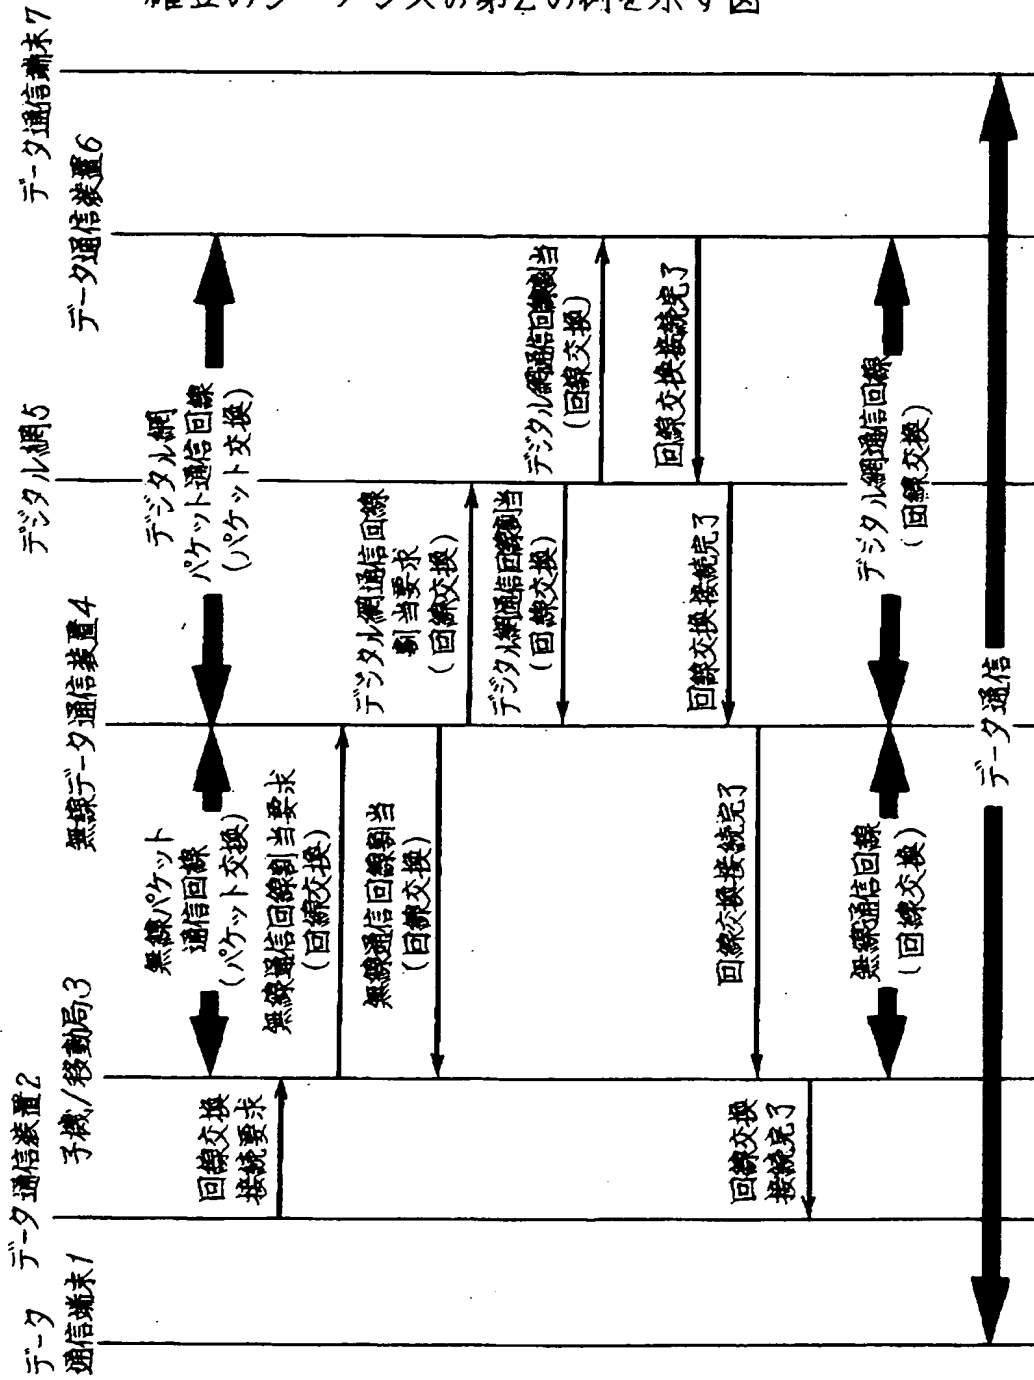 データ
通信端末1
データ通信装置2
子機/移動局3
無線データ通信装置4
デジタル網5
データ通信装置6
データ通信端末7
無線パケット
通信回線
(パケット交換)
デジタル網
パケット通信回線
(パケット交換)
回線交換
接続要求
無線通信回線割当要求
(回線交換)
無線通信回線割当
(回線交換)
デジタル網通信回線
割当要求
(回線交換)
デジタル網通信回線割当
(回線交換)
デジタル網通信回線割当
(回線交換)
回線交換接続完了
回線交換接続完了
回線交換接続完了
回線交換
接続完了
無線通信回線
(回線交換)
デジタル網通信回線
(回線交換)
データ通信